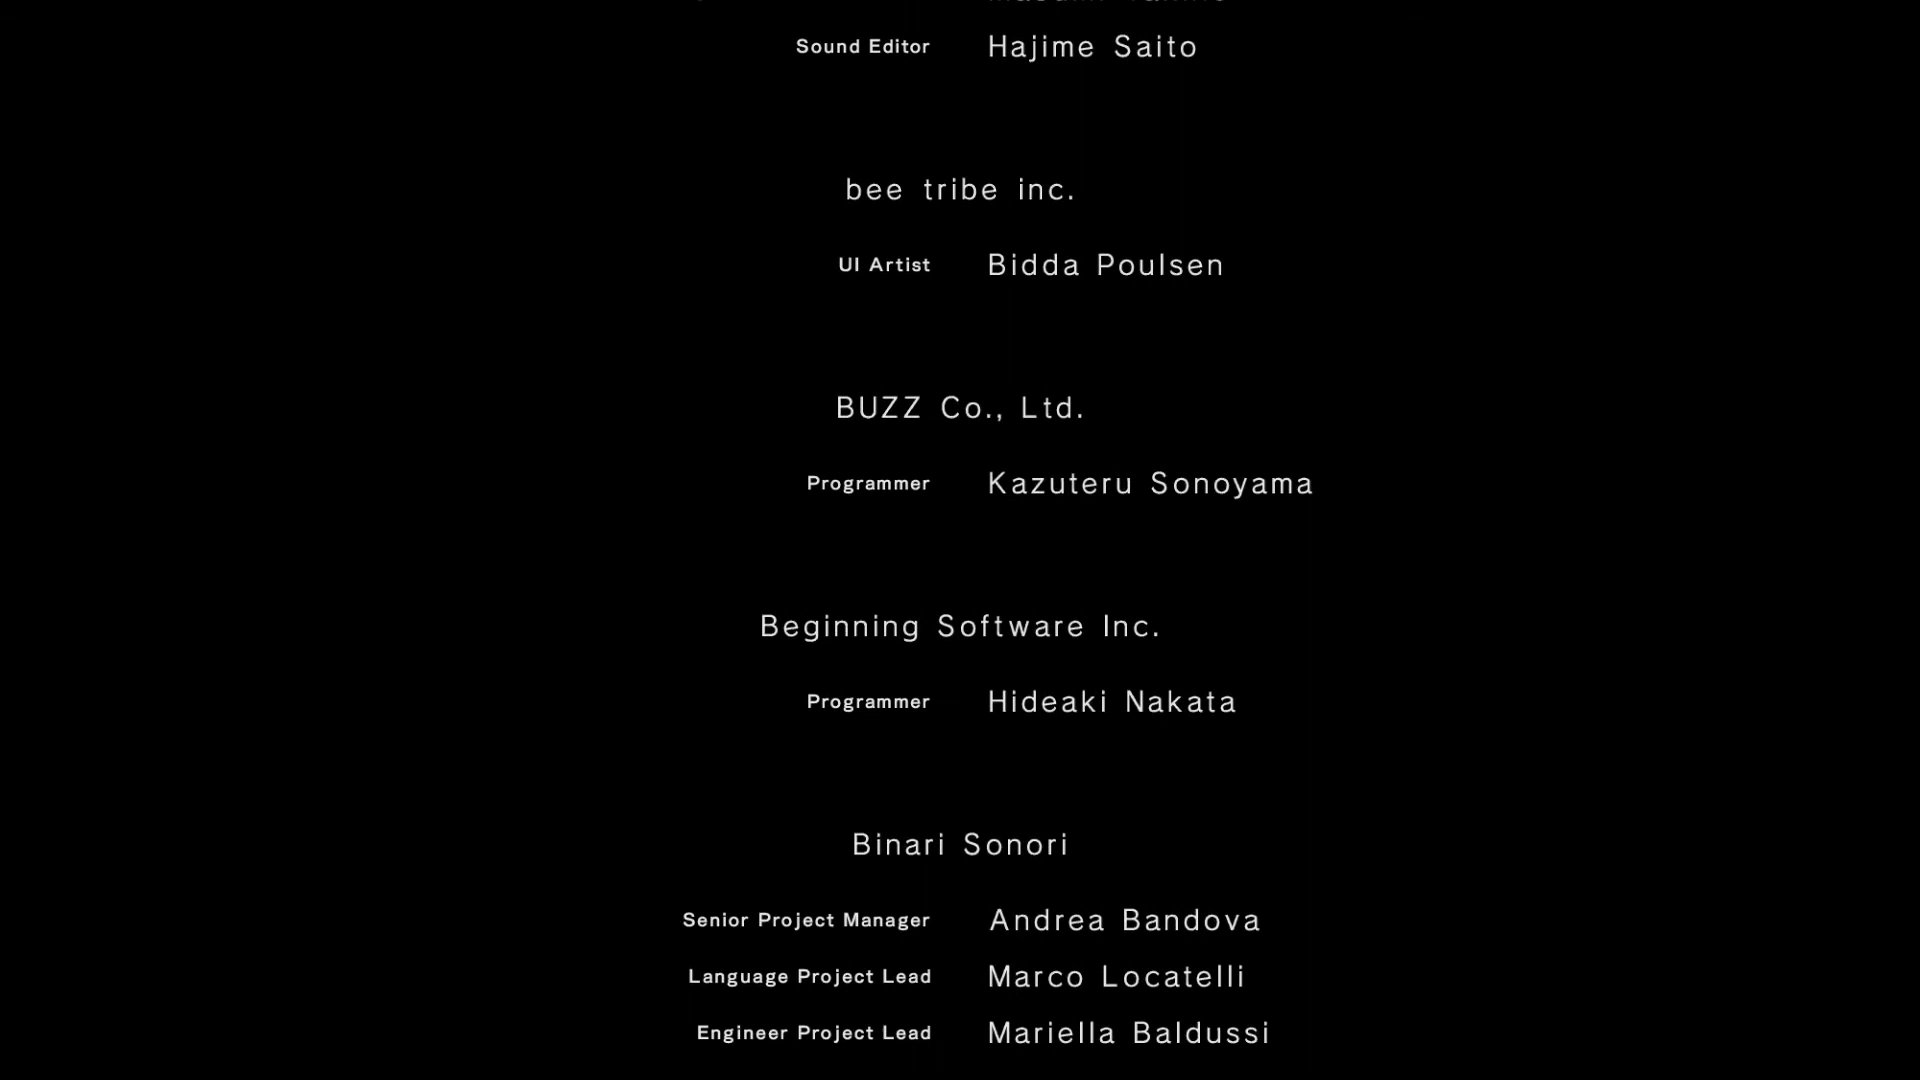 Sound Editor Hajime Saito
bee tribe inc.
UI Artist Bidda Poulsen
BUZZ Co., Ltd.
Programmer Kazuteru Sonoyama
Beginning Software Inc.
Programmer Hideaki Nakata
Binari Sonori
Senior Project Manager Andrea Bandova
Language Project Lead Marco Locatelli
Engineer Project Lead Mariella Baldussi